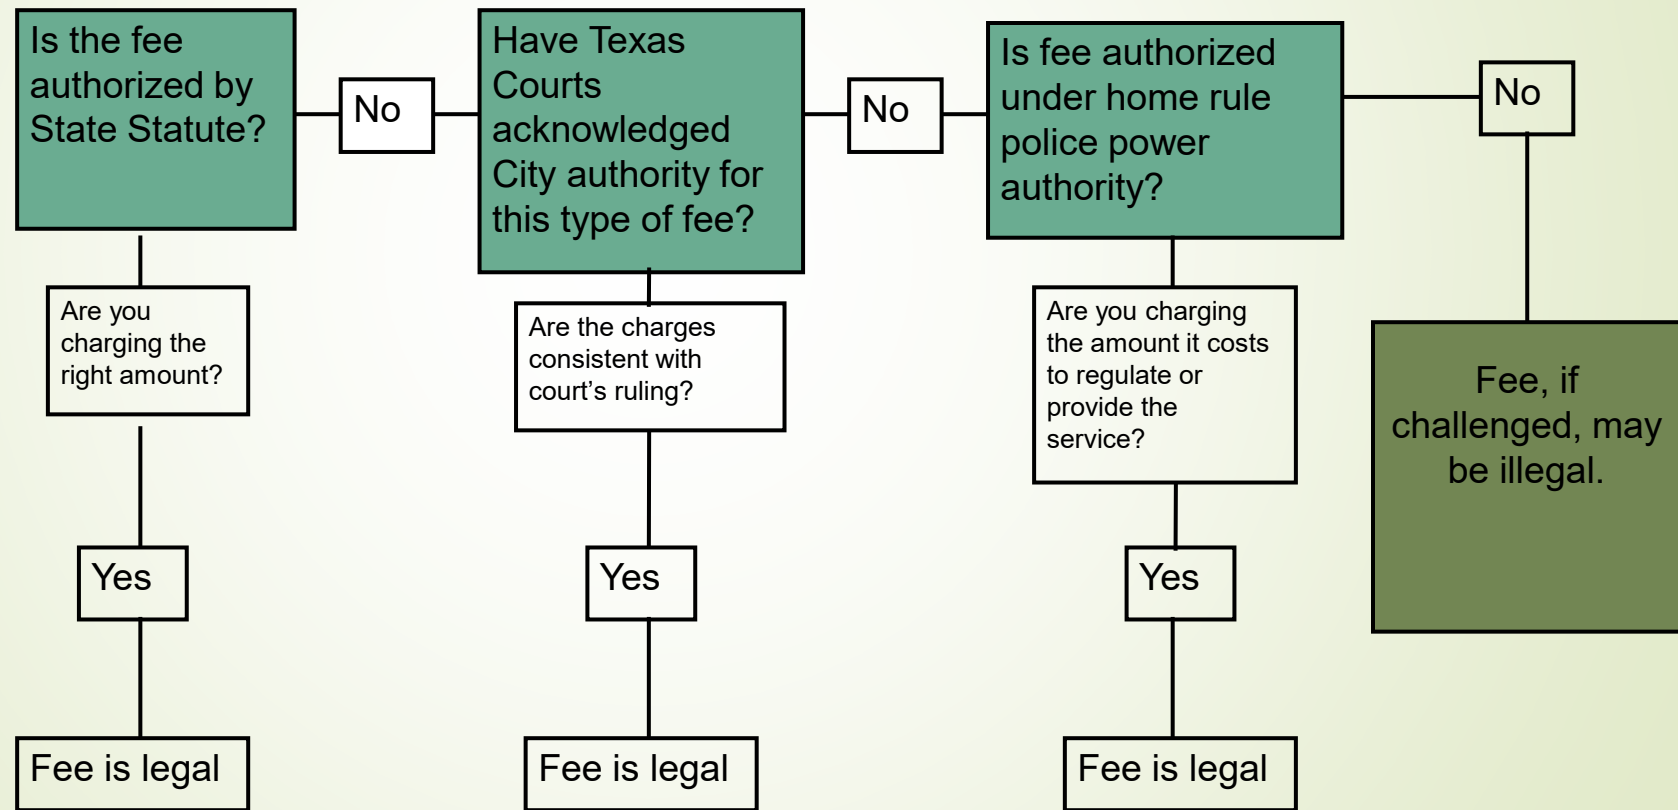 Is the fee
authorized by
State Statute?
No
Have Texas
Courts
acknowledged
City authority for
this type of fee?
No
Is fee authorized
under home rule
police power
authority?
No
Are you
charging the
right amount?
Are the charges
consistent with
court’s ruling?
Are you charging
the amount it costs
to regulate or
provide the
service?
Fee, if
challenged, may
be illegal.
Yes
Yes
Yes
Fee is legal
Fee is legal
Fee is legal